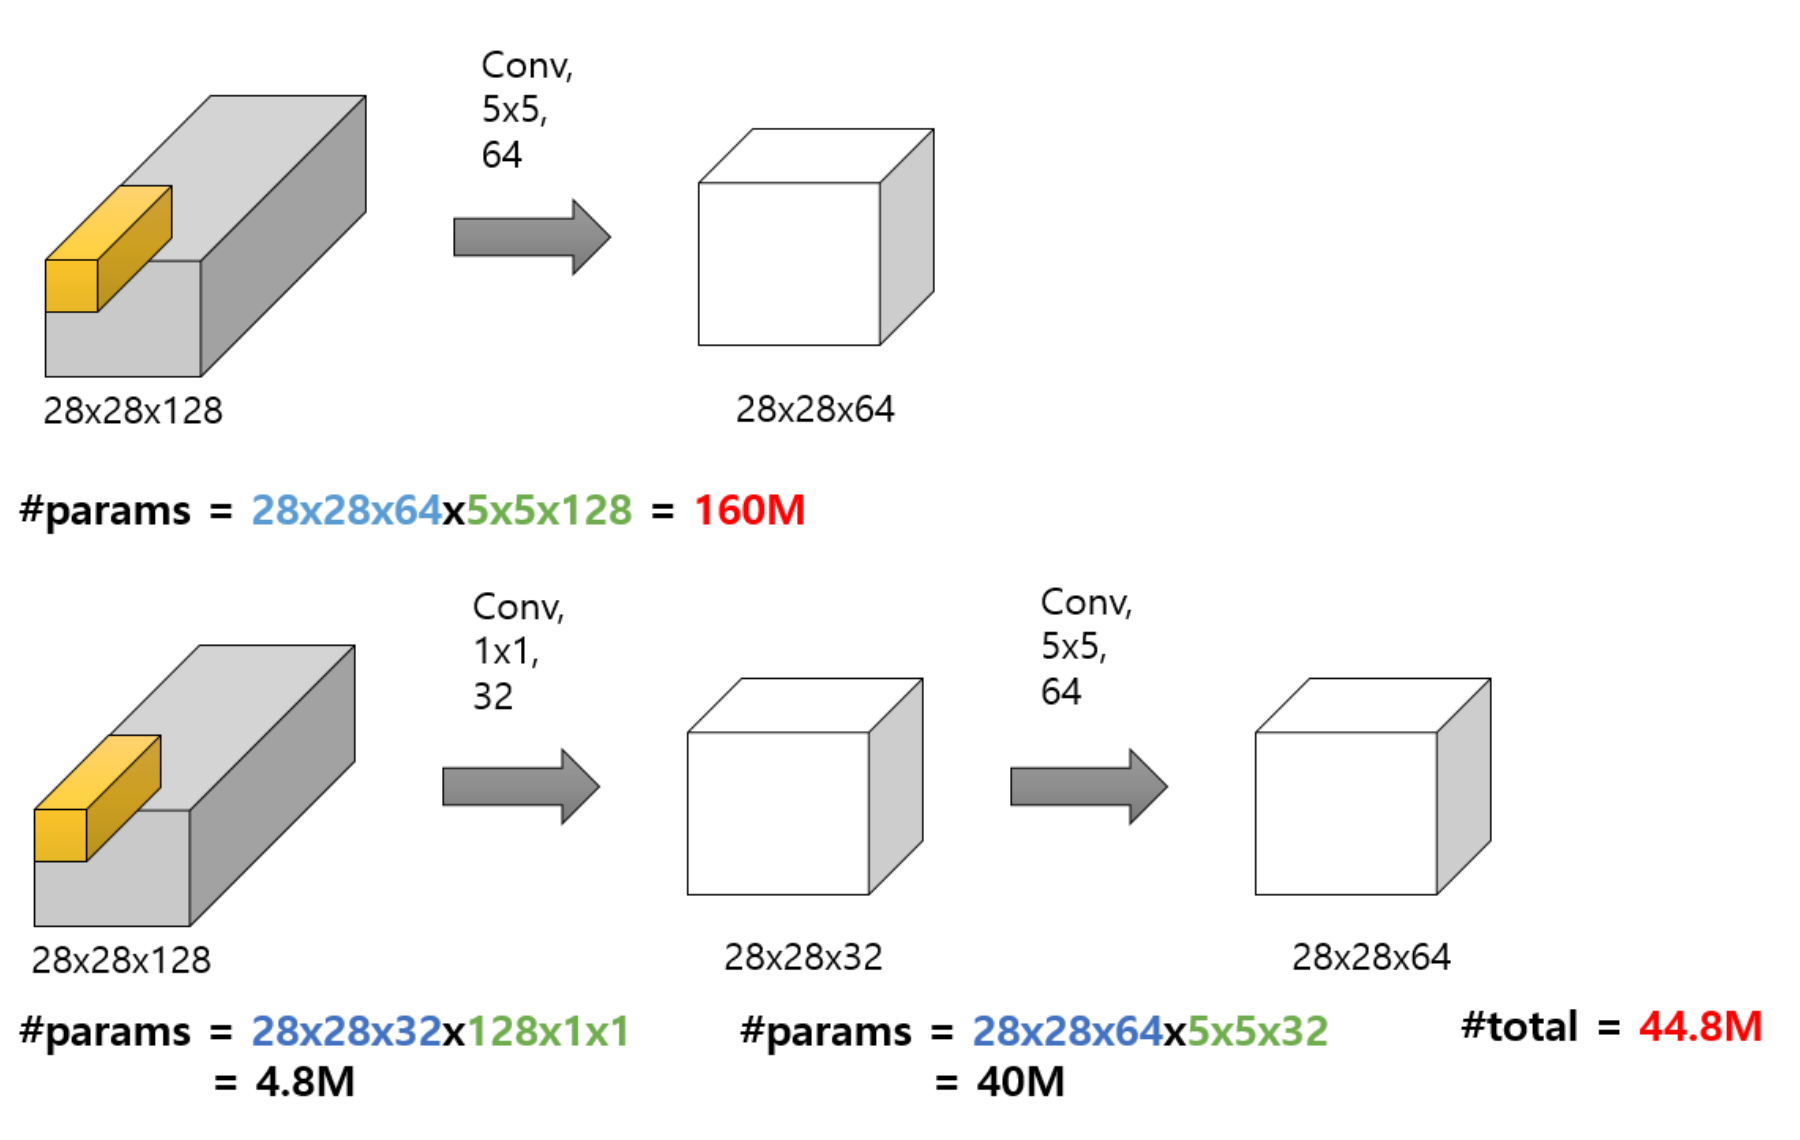 Conv,
5x5,
64
28x28x128
28x28x64
#params = 28x28x64x5x5x128 = 160M
Conv,
1x1,
32
Conv,
5x5,
64
28x28x128
28x28x32
28x28x64
#params = 28x28x32x128x1x1
= 4.8M
#params = 28x28x64x5x5x32
= 40M
#total = 44.8M